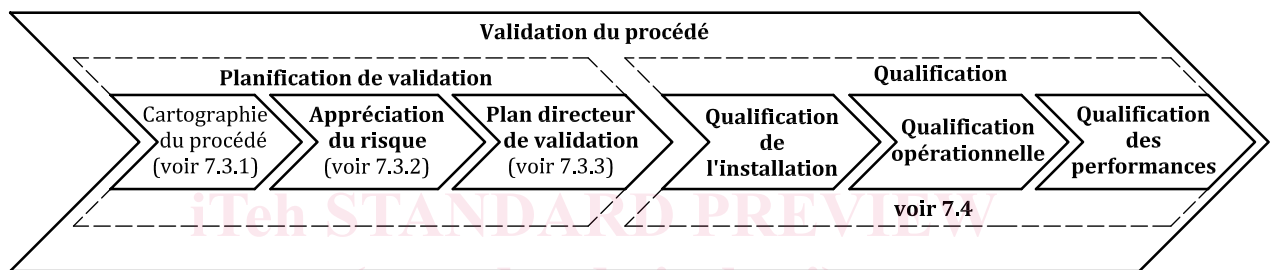 Validation du procédé
Planification de validation
Cartographie
du procédé
(voir 7.3.1)
Appréciation
du risque
(voir 7.3.2)
Plan directeur
de validation
(voir 7.3.3)
Qualification
Qualification
de
l'installation
Qualification
opérationnelle
Qualification
des
performances
voir 7.4
iTeh STANDARD PREVIEW